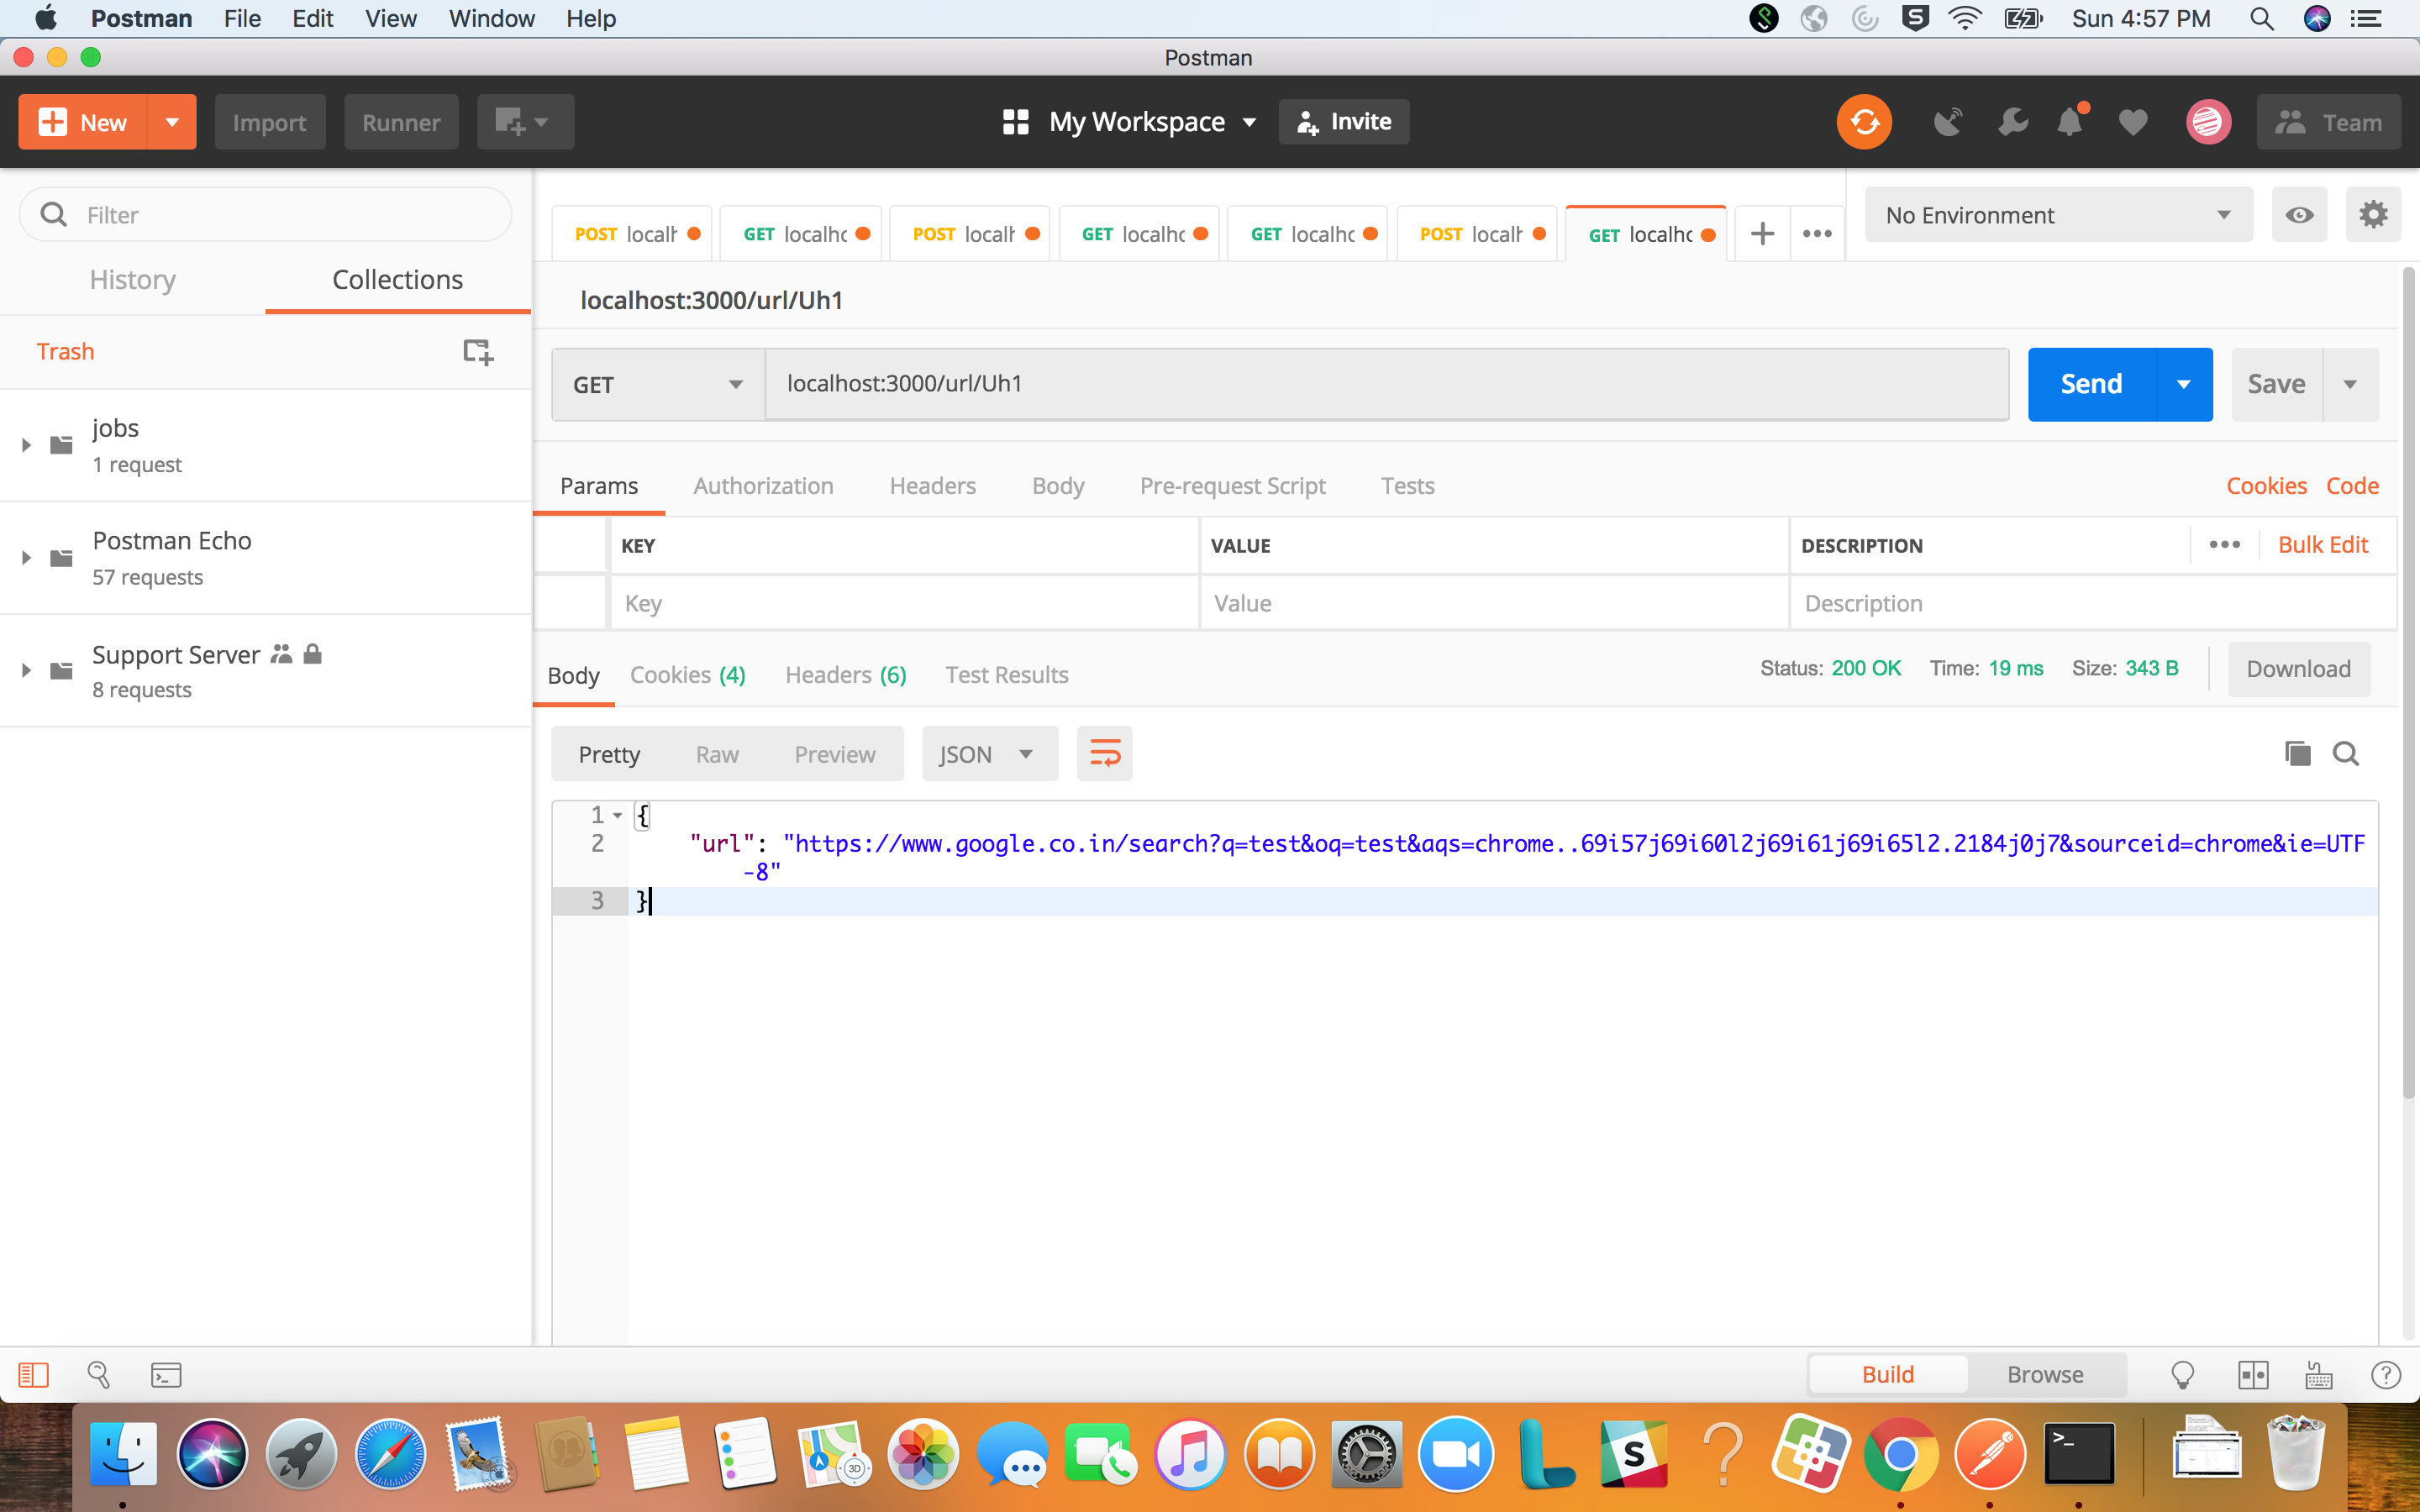 Postman File Edit View Window Help Sun 4:57 PM
Postman
New Import Runner My Workspace Invite Team
Filter
History Collections
Trash
jobs
1 request
Postman Echo
57 requests
Support Server
8 requests
POST localh GET localhc POST localh GET localhc GET localhc POST localh GET localhc
No Environment
localhost:3000/url/Uh1
GET localhost:3000/url/Uh1 Send Save
Params Authorization Headers Body Pre-request Script Tests Cookies Code
KEY VALUE DESCRIPTION Bulk Edit
Key Value Description
Body Cookies (4) Headers (6) Test Results Status: 200 OK Time: 19 ms Size: 343 B Download
Pretty Raw Preview JSON
1 {
2 "url": "https://www.google.co.in/search?q=test&oq=test&aqs=chrome..69i57j69i60l2j69i61j69i65l2.2184j0j7&sourceid=chrome&ie=UTF
-8"
3 }
Build Browse
3D